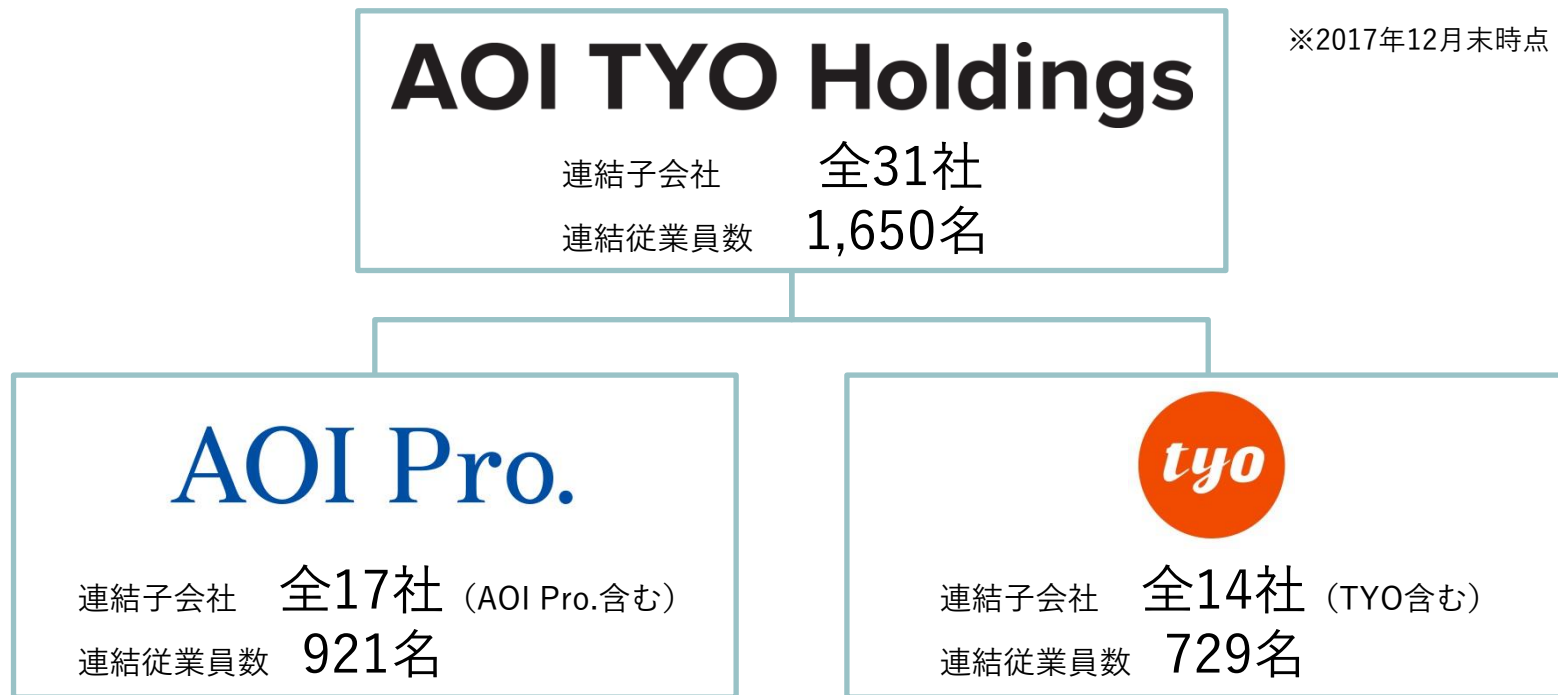 ※2017年12月末時点
AOI TYO Holdings
連結子会社 全31社
連結従業員数 1,650名
AOI Pro.
連結子会社 全17社（AOI Pro.含む）
連結従業員数 921名
tyo
連結子会社 全14社（TYO含む）
連結従業員数 729名